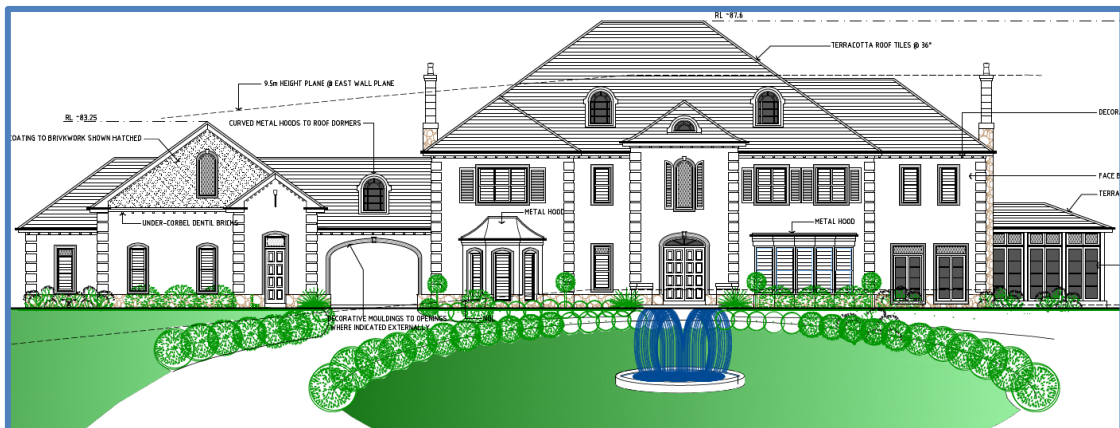 RL ~87.6
TERRACOTTA ROOF TILES @ 36°
9.5m HEIGHT PLANE @ EAST WALL PLANE
RL ~83.25
CURVED METAL HOODS TO ROOF DORMERS
DECOR
COATING TO BRIVKWORK SHOWN HATCHED
FACE B
TERRA
METAL HOOD
METAL HOOD
UNDER-CORBEL DENTIL BRICKS
DECORATIVE MOULDINGS TO OPENINGS
WHERE INDICATED EXTERNALLY
NGL